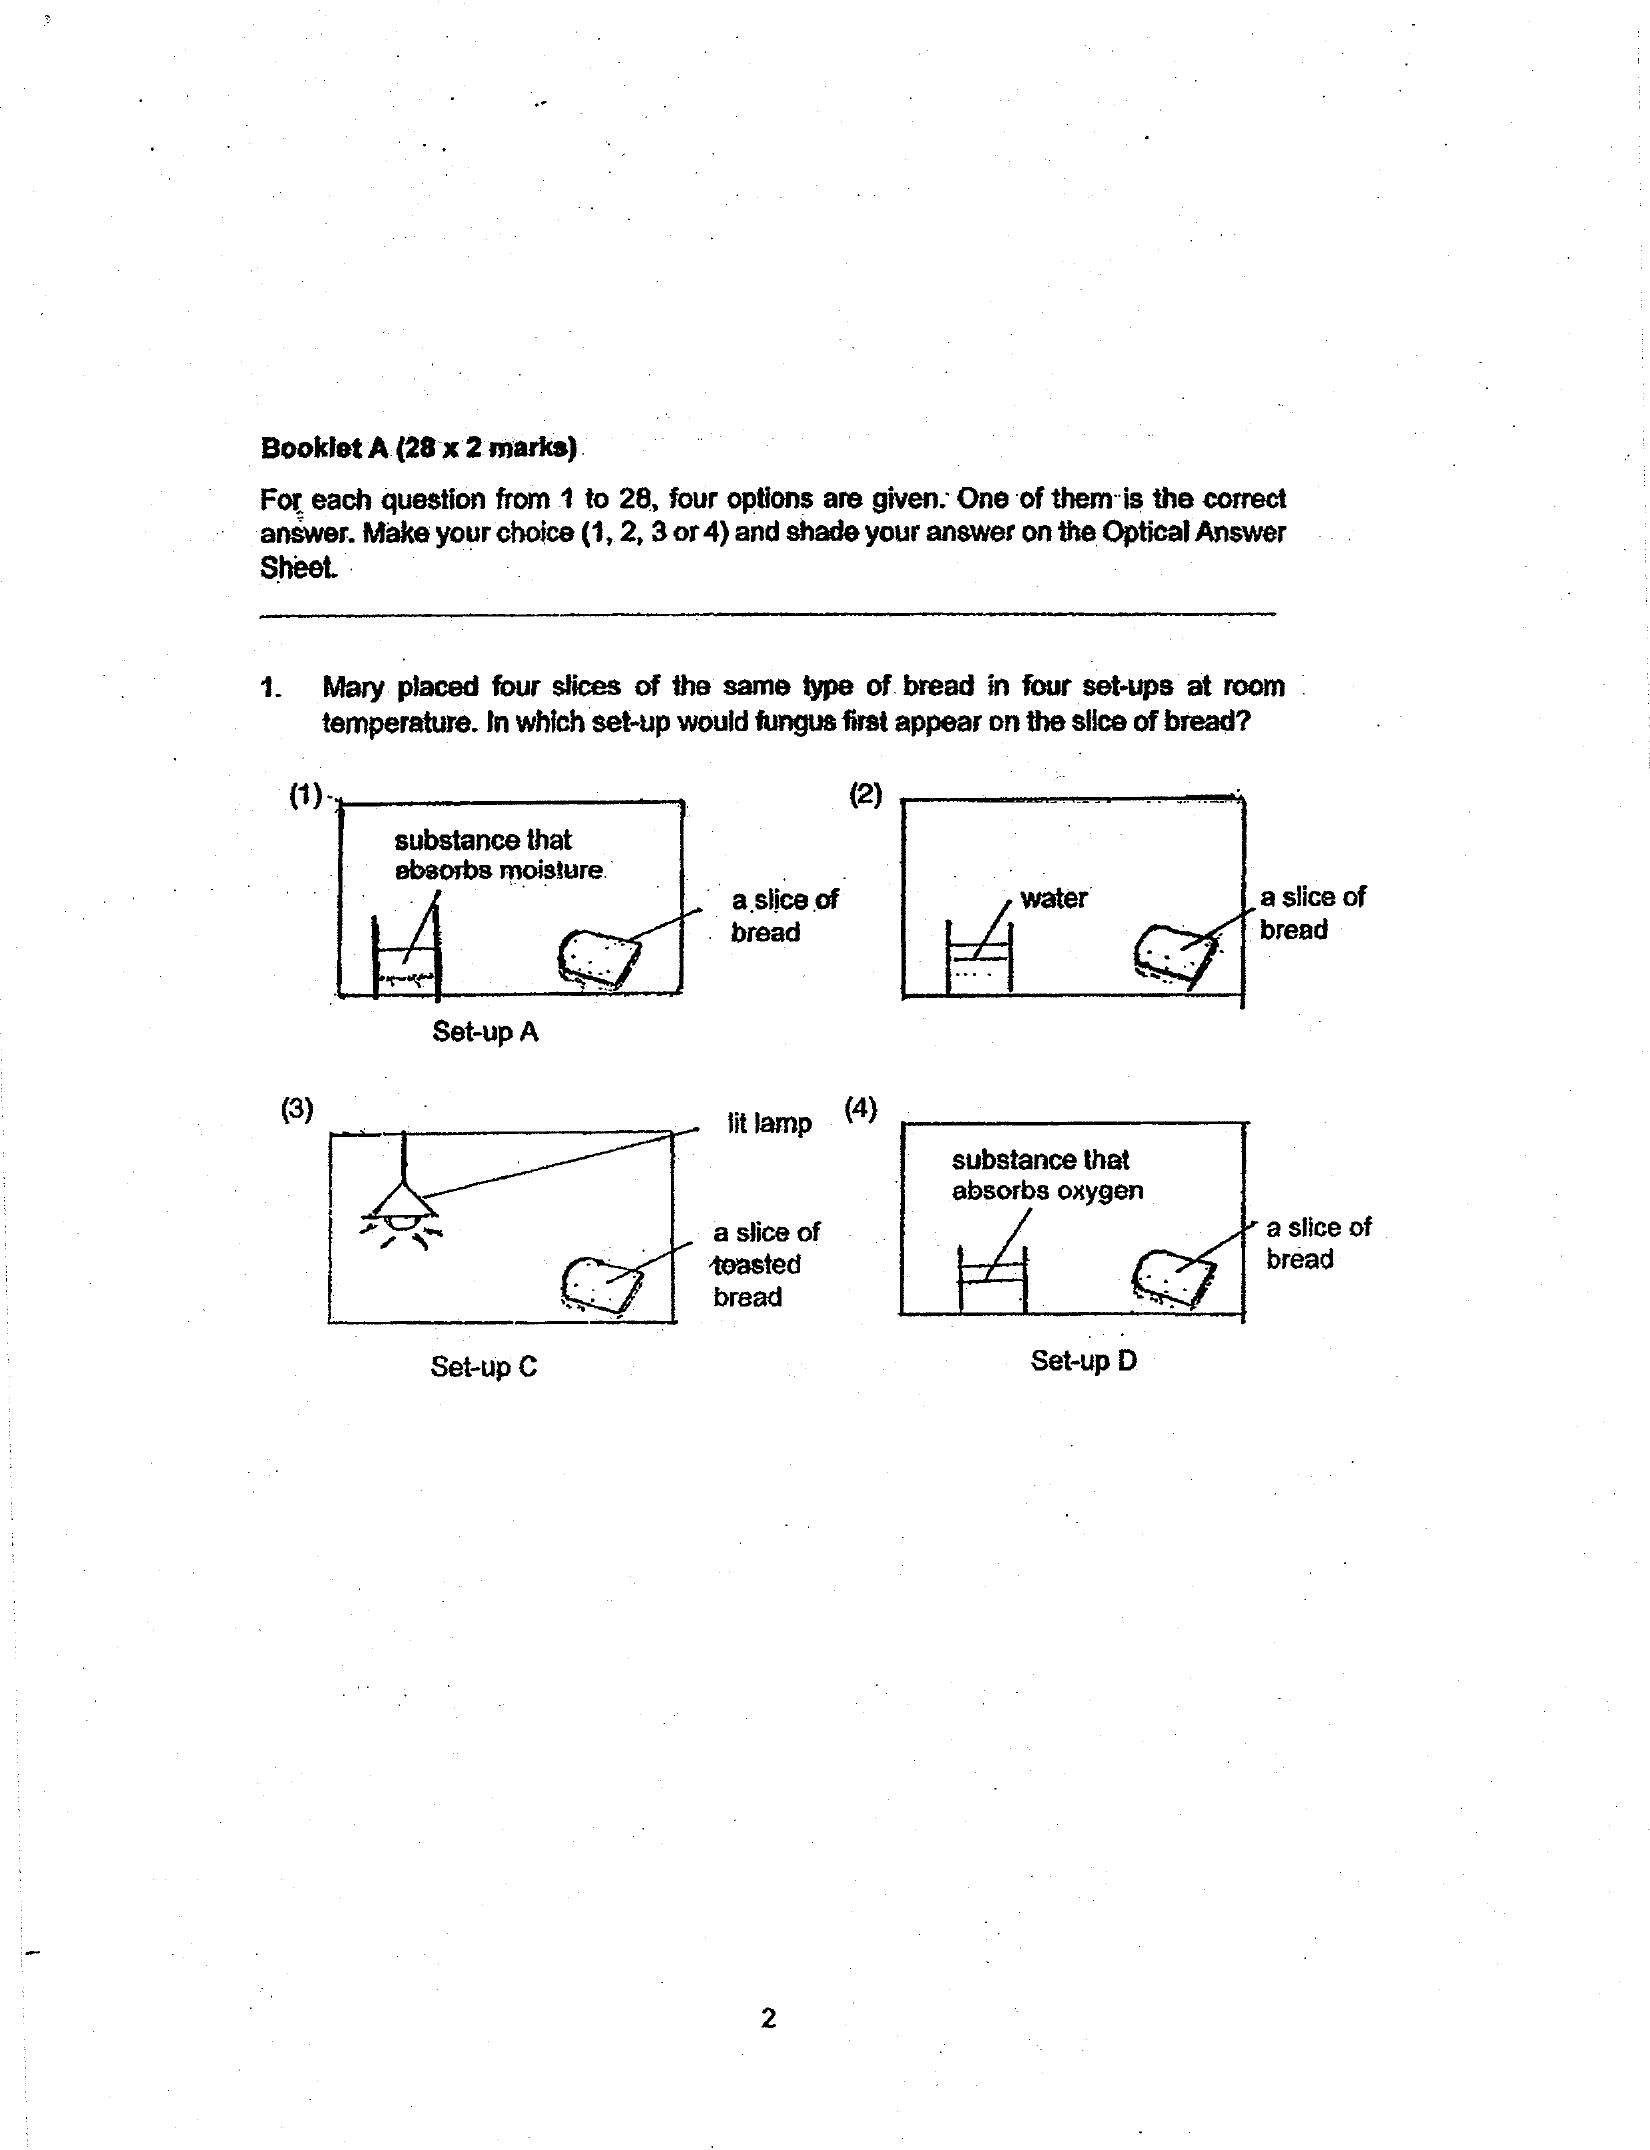 Booklet A (28 x 2 marks)
For each question from 1 to 28, four options are given. One of them is the correct
answer. Make your choice (1, 2, 3 or 4) and shade your answer on the Optical Answer
Sheet.
1. Mary placed four slices of the same type of bread in four set-ups at room
temperature. In which set-up would fungus first appear on the slice of bread?
(1)
substance that
absorbs moisture
a slice of
bread
Set-up A
(2)
water
a slice of
bread
(3)
lit lamp
a slice of
toasted
bread
Set-up C
(4)
substance that
absorbs oxygen
a slice of
bread
Set-up D
2